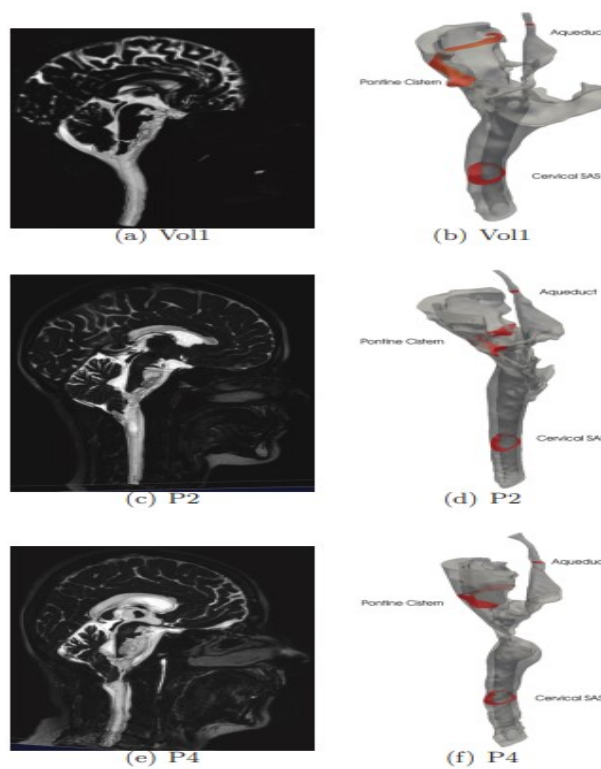 Aqueduct
Pontine Cistern
Cervical SAS
(a) Vol1
(b) Vol1
Aqueduct
Pontine Cistern
Cervical SAS
(c) P2
(d) P2
Aqueduct
Pontine Cistern
Cervical SAS
(e) P4
(f) P4